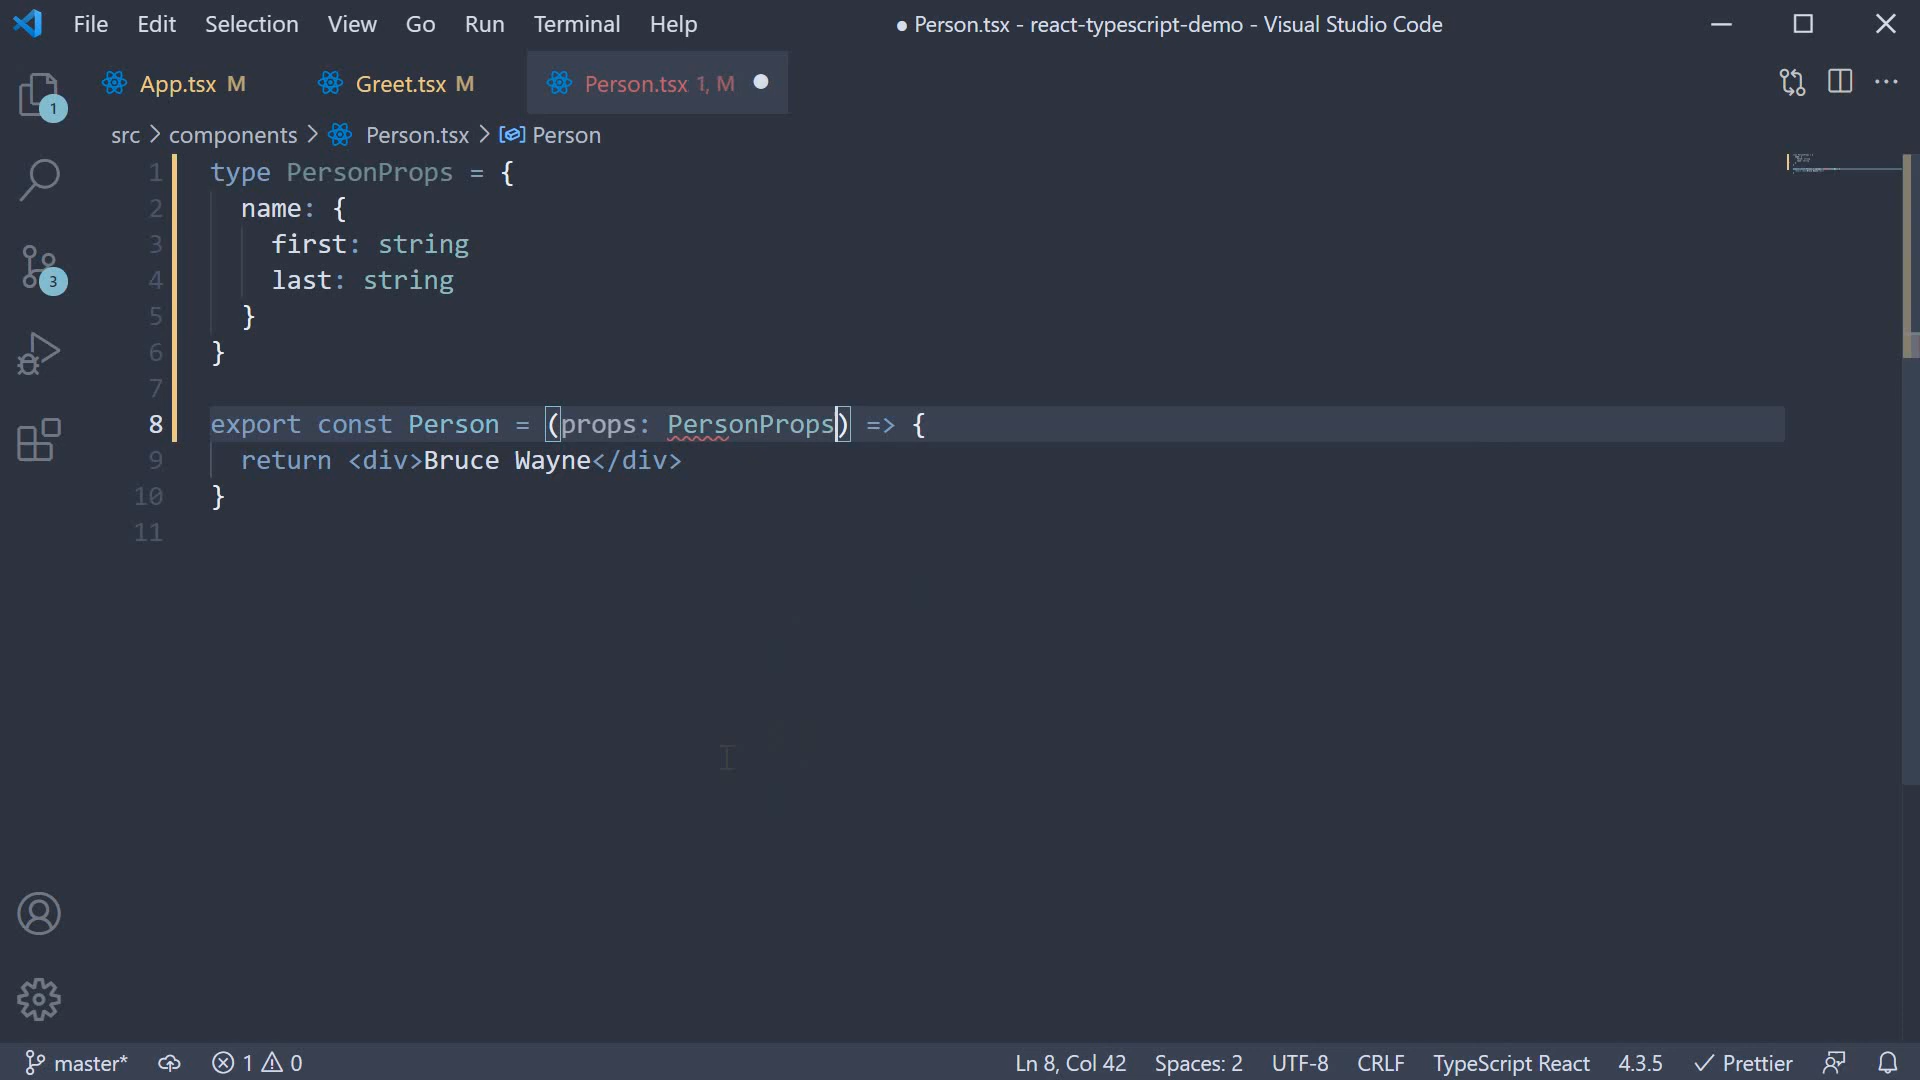 File Edit Selection View Go Run Terminal Help ● Person.tsx - react-typescript-demo - Visual Studio Code
App.tsx M Greet.tsx M Person.tsx 1, M
src > components > Person.tsx > Person
1 type PersonProps = {
2 name: {
3 first: string
4 last: string
5 }
6 }
7
8 export const Person = (props: PersonProps) => {
9 return <div>Bruce Wayne</div>
10 }
11
1
3
master* 1 0 Ln 8, Col 42 Spaces: 2 UTF-8 CRLF TypeScript React 4.3.5 Prettier